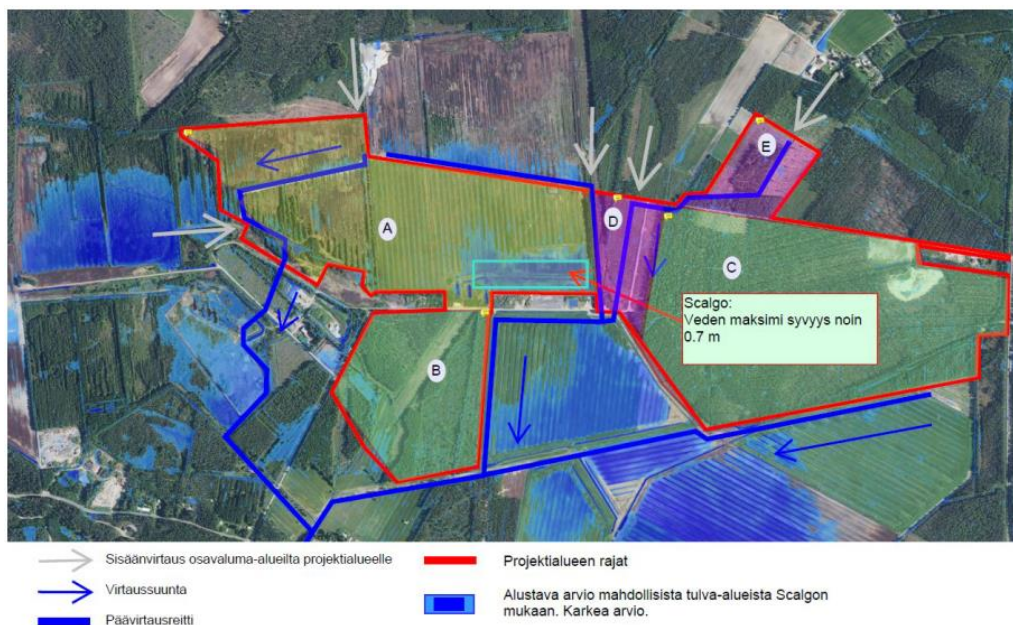 E
D
A
C
Scalgo:
Veden maksimi syvyys noin
0.7 m
B
Sisäänvirtaus osavaluma-alueilta projektialueelle
Projektialueen rajat
Virtaussuunta
Alustava arvio mahdollisista tulva-alueista Scalgon
mukaan. Karkea arvio.
Päävirtausreitti